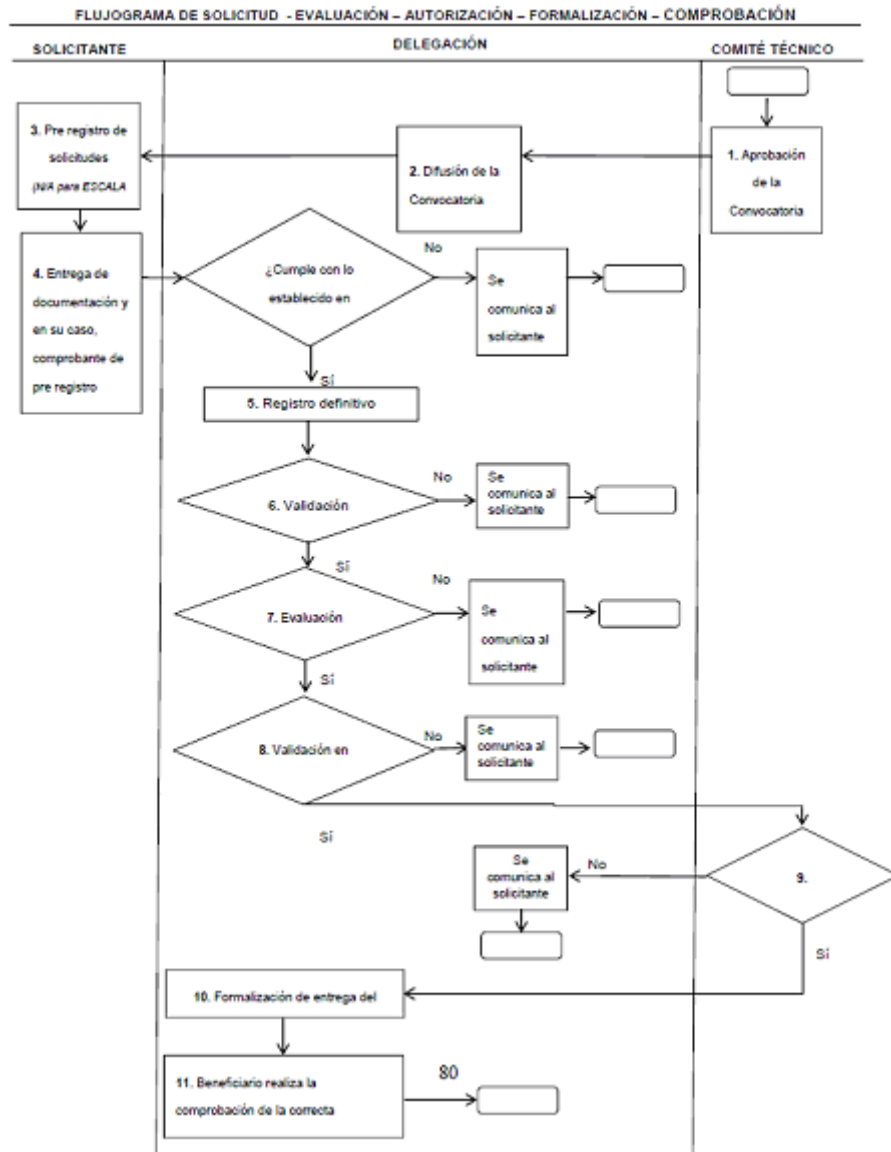 FLUJOGRAMA DE SOLICITUD - EVALUACIÓN – AUTORIZACIÓN – FORMALIZACIÓN – COMPROBACIÓN
SOLICITANTE
DELEGACIÓN
COMITÉ TÉCNICO
3. Pre registro de
solicitudes
(N/A para ESCALA
2. Difusión de la
Convocatoria
1. Aprobación
de la
Convocatoria
4. Entrega de
documentación y
en su caso,
comprobante de
pre registro
¿Cumple con lo
establecido en
No
Se
comunica al
solicitante
Sí
5. Registro definitivo
6. Validación
No
Se
comunica al
solicitante
Sí
7. Evaluación
No
Se
comunica al
solicitante
Sí
8. Validación en
No
Se
comunica al
solicitante
Sí
9.
No
Se
comunica al
solicitante
Sí
10. Formalización de entrega del
11. Beneficiario realiza la
comprobación de la correcta
80